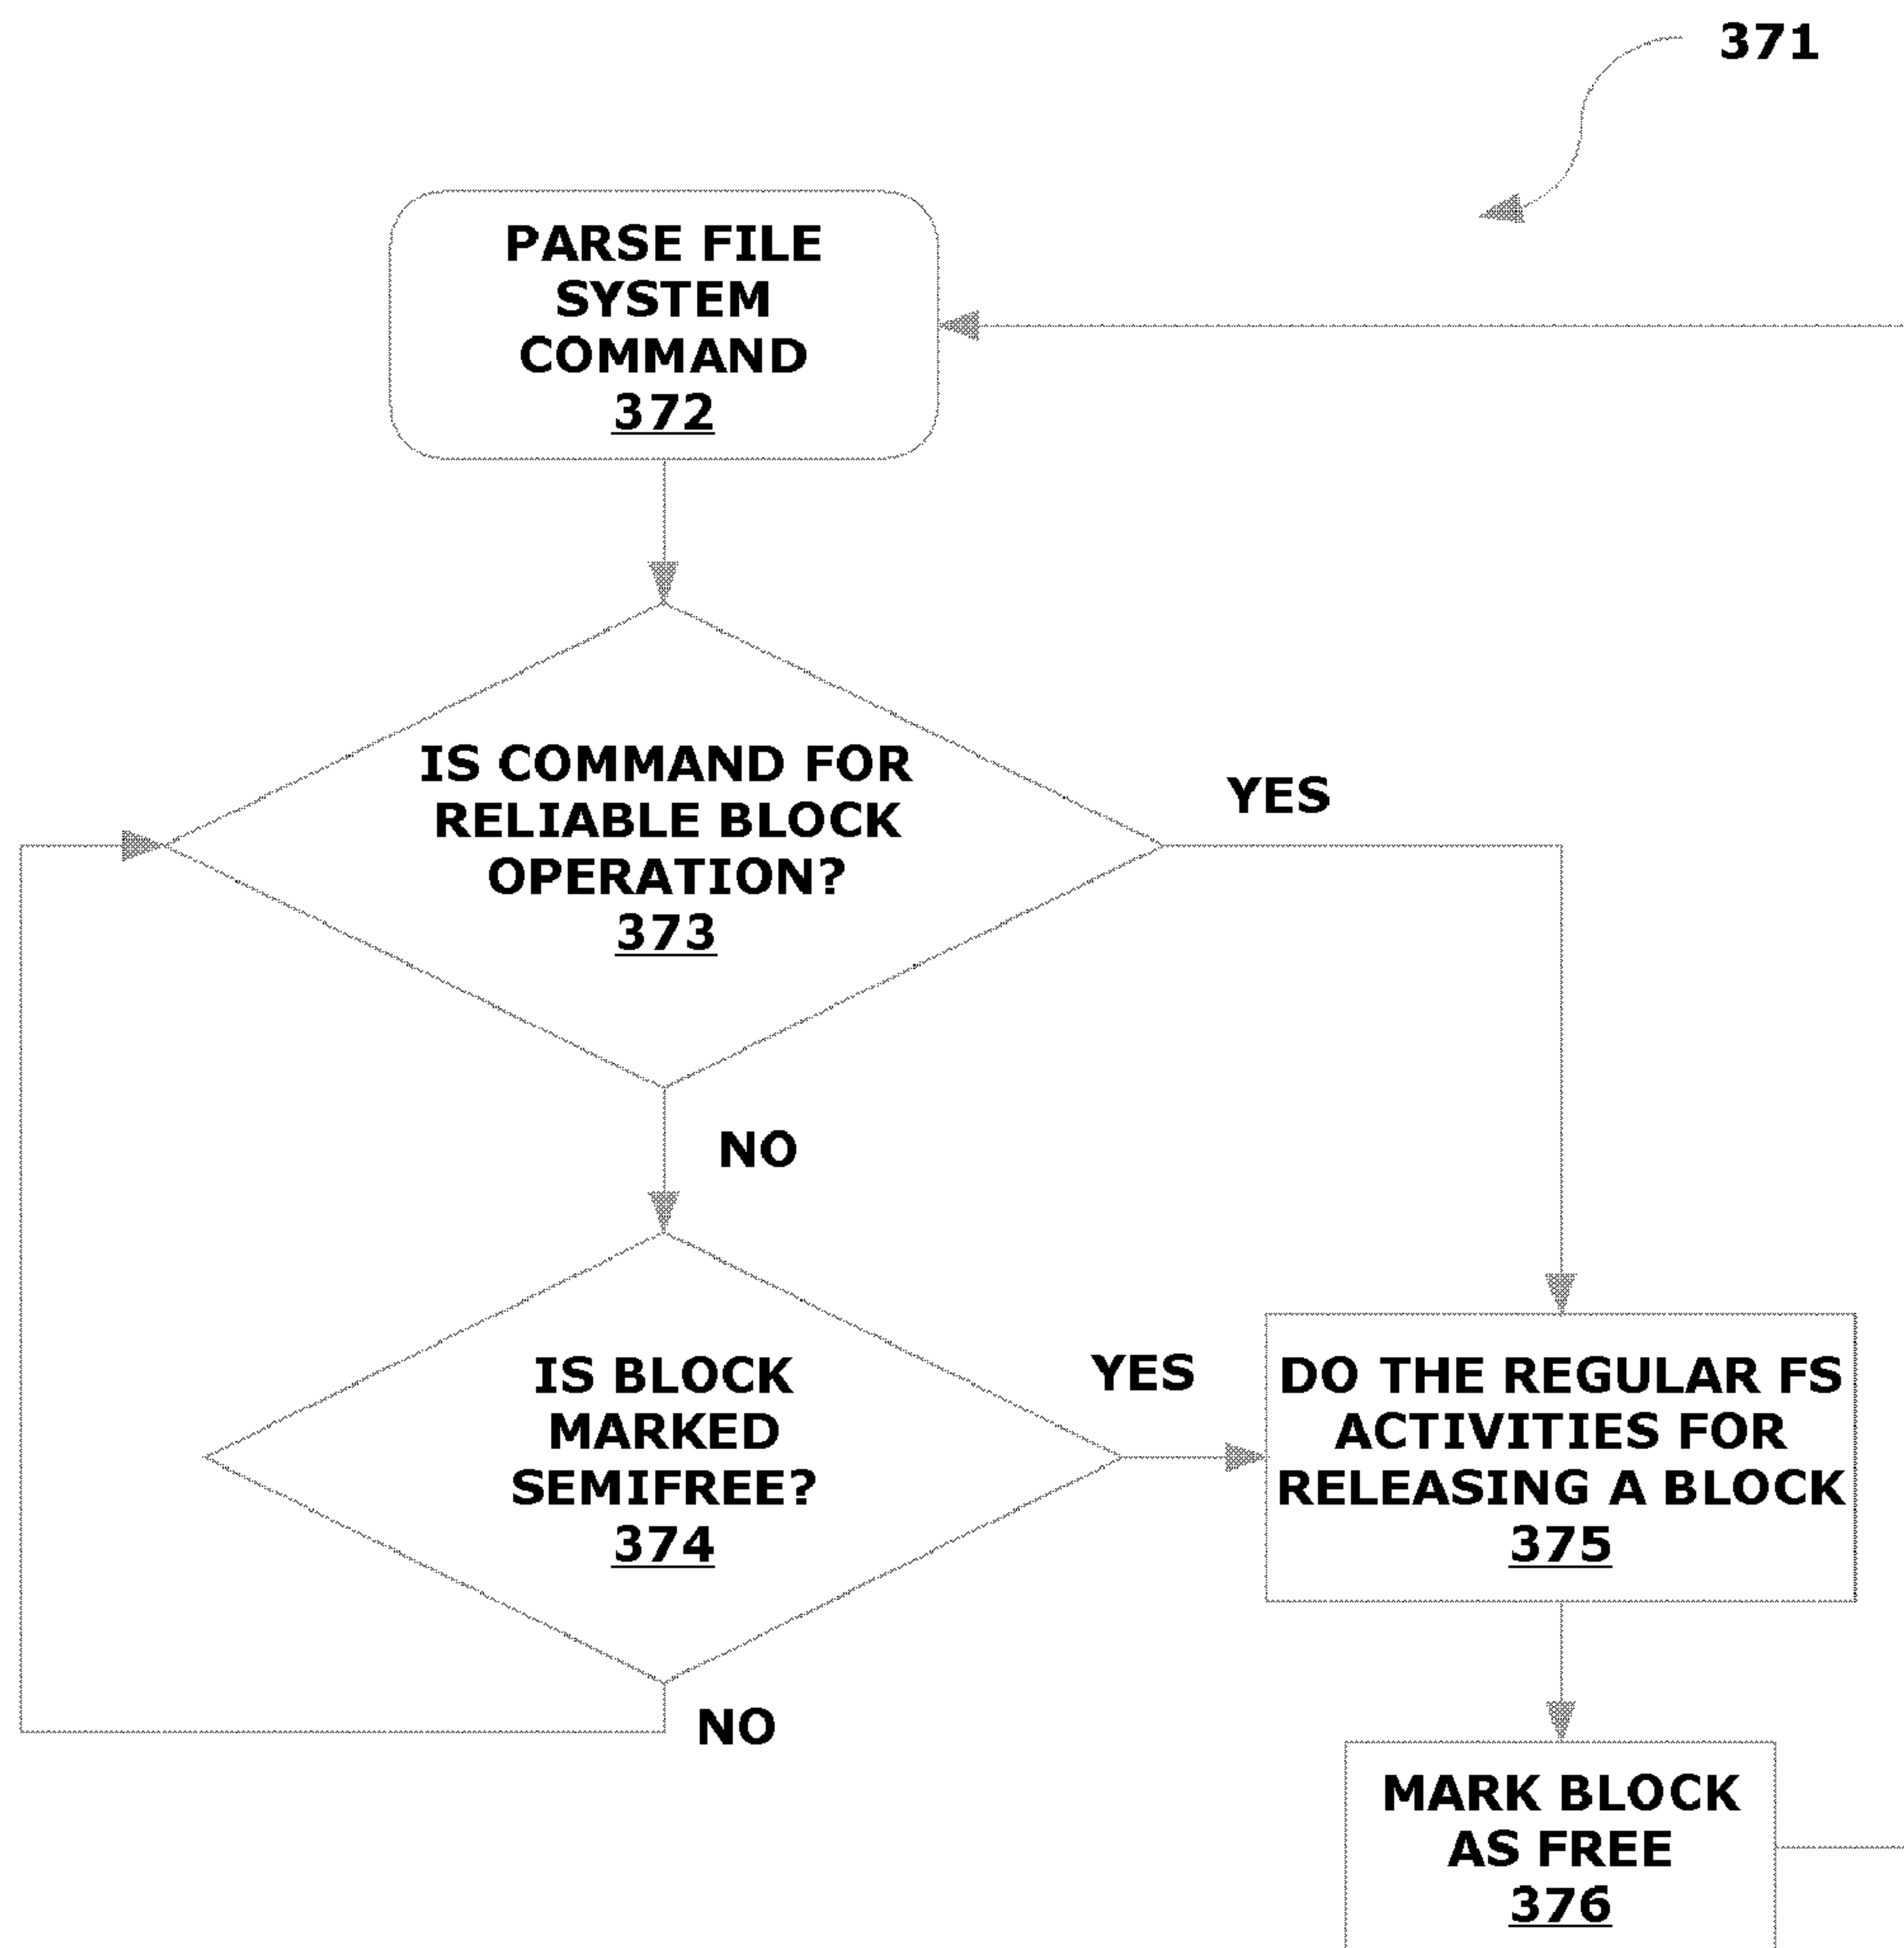 371
PARSE FILE
SYSTEM
COMMAND
372
IS COMMAND FOR
RELIABLE BLOCK
OPERATION?
373
YES
NO
IS BLOCK
MARKED
SEMIFREE?
374
YES
NO
DO THE REGULAR FS
ACTIVITIES FOR
RELEASING A BLOCK
375
MARK BLOCK
AS FREE
376